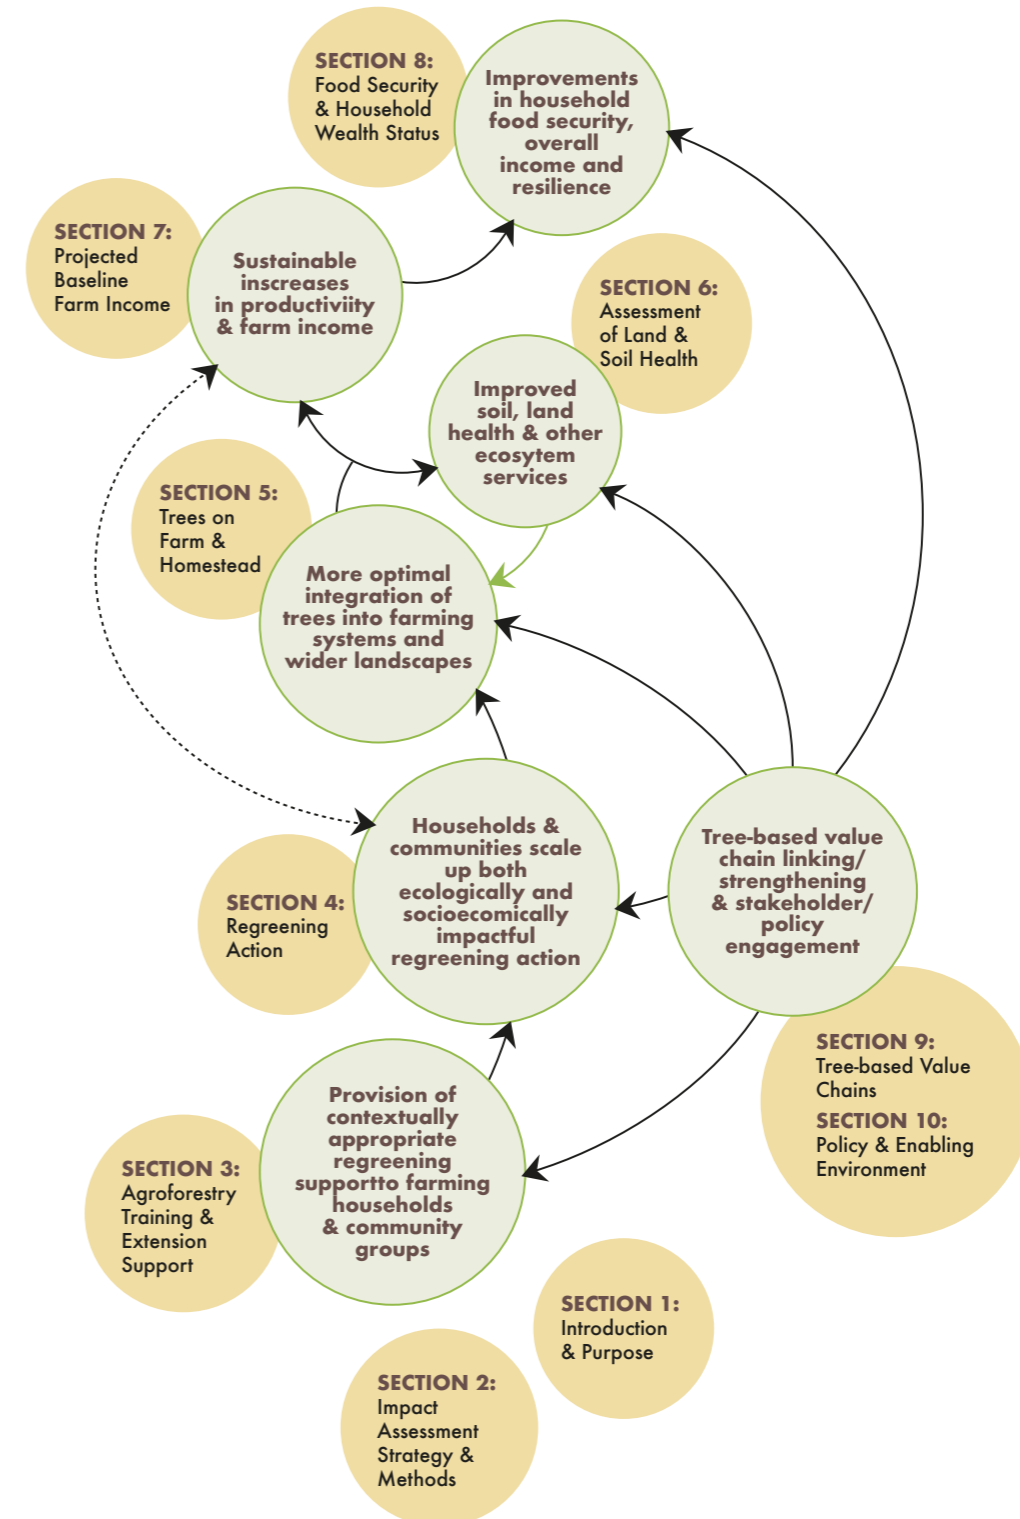 SECTION 8:
Food Security
& Household
Wealth Status
Improvements
in household
food security,
overall
income and
resilience
SECTION 7:
Projected
Baseline
Farm Income
Sustainable
inscreases
in productiviity
& farm income
SECTION 6:
Assessment
of Land &
Soil Health
Improved
soil, land
health & other
ecosytem
services
SECTION 5:
Trees on
Farm &
Homestead
More optimal
integration of
trees into farming
systems and
wider landscapes
Households &
communities scale
up both
ecologically and
socioecomically
impactful
regreening action
Tree-based value
chain linking/
strengthening
& stakeholder/
policy
engagement
SECTION 4:
Regreening
Action
SECTION 9:
Tree-based Value
Chains
SECTION 10:
Policy & Enabling
Environment
Provision of
contextually
appropriate
regreening
supportto farming
households
& community
groups
SECTION 3:
Agroforestry
Training &
Extension
Support
SECTION 1:
Introduction
& Purpose
SECTION 2:
Impact
Assessment
Strategy &
Methods